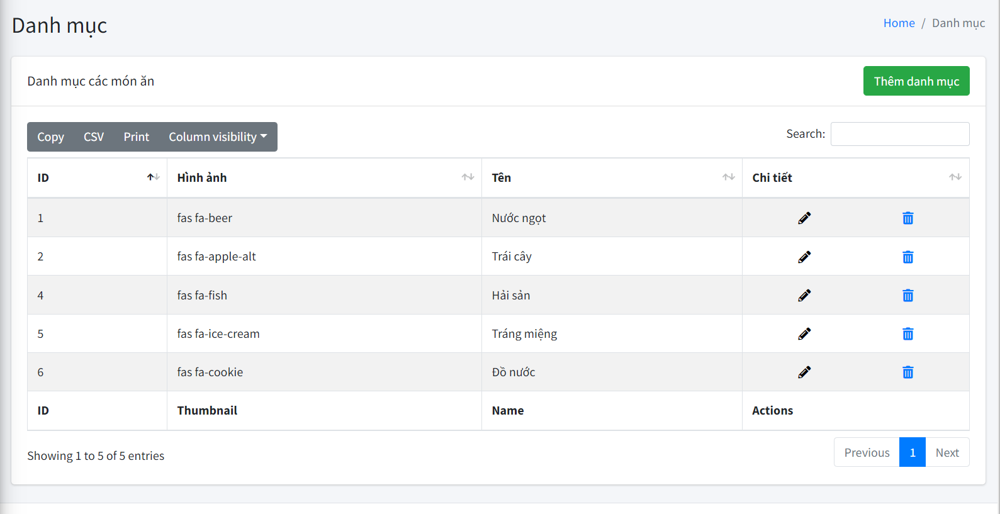 Danh mục
Home / Danh mục
Danh mục các món ăn
Thêm danh mục
Copy CSV Print Column visibility
Search:
ID Hình ảnh Tên Chi tiết
1 fas fa-beer Nước ngọt
2 fas fa-apple-alt Trái cây
4 fas fa-fish Hải sản
5 fas fa-ice-cream Tráng miệng
6 fas fa-cookie Đồ nước
ID Thumbnail Name Actions
Showing 1 to 5 of 5 entries
Previous 1 Next